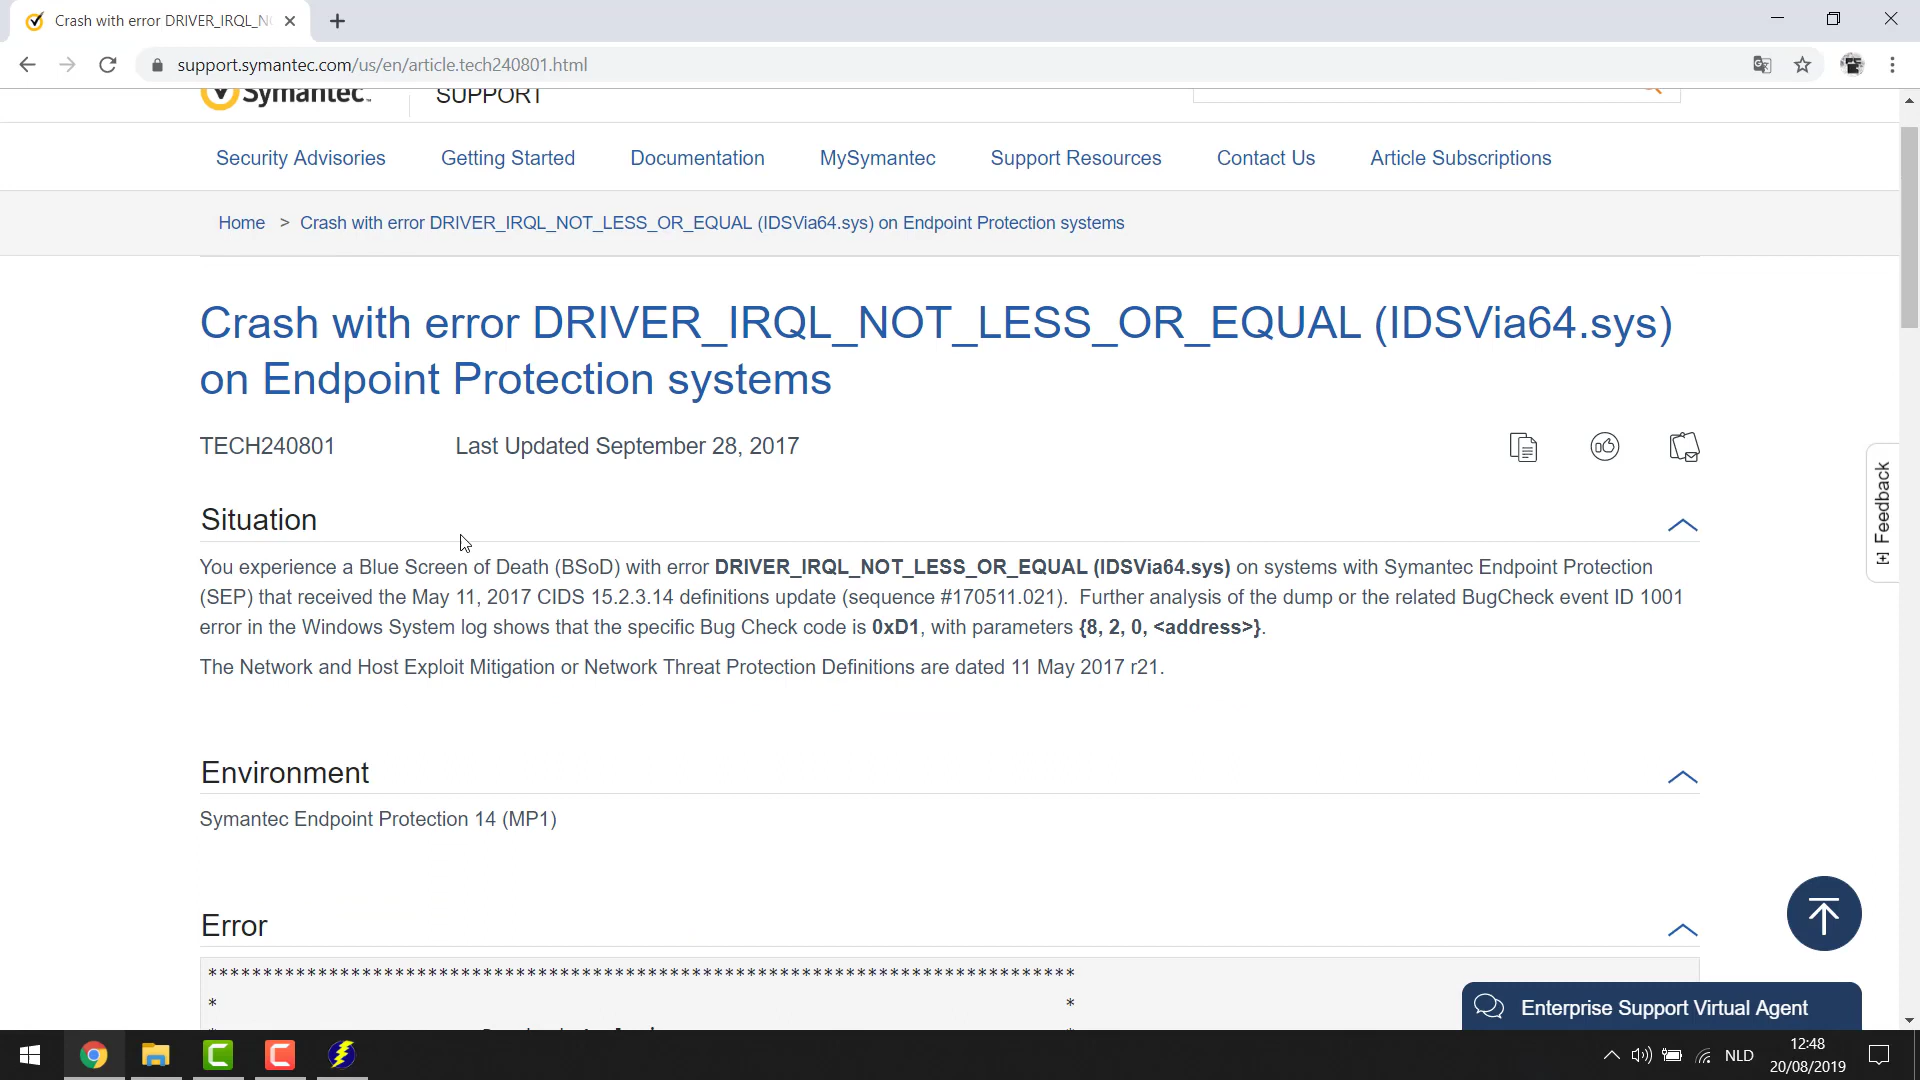 Crash with error DRIVER_IRQL_N
support.symantec.com/us/en/article.tech240801.html
Symantec™
SUPPORT
Security Advisories Getting Started Documentation MySymantec Support Resources Contact Us Article Subscriptions
Home > Crash with error DRIVER_IRQL_NOT_LESS_OR_EQUAL (IDSVia64.sys) on Endpoint Protection systems
Crash with error DRIVER_IRQL_NOT_LESS_OR_EQUAL (IDSVia64.sys)
on Endpoint Protection systems
TECH240801 Last Updated September 28, 2017
[+] Feedback
Situation
You experience a Blue Screen of Death (BSoD) with error DRIVER_IRQL_NOT_LESS_OR_EQUAL (IDSVia64.sys) on systems with Symantec Endpoint Protection
(SEP) that received the May 11, 2017 CIDS 15.2.3.14 definitions update (sequence #170511.021).  Further analysis of the dump or the related BugCheck event ID 1001
error in the Windows System log shows that the specific Bug Check code is 0xD1, with parameters {8, 2, 0, <address>}.
The Network and Host Exploit Mitigation or Network Threat Protection Definitions are dated 11 May 2017 r21.
Environment
Symantec Endpoint Protection 14 (MP1)
Error
*******************************************************************************
* *
Enterprise Support Virtual Agent
NLD
12:48
20/08/2019